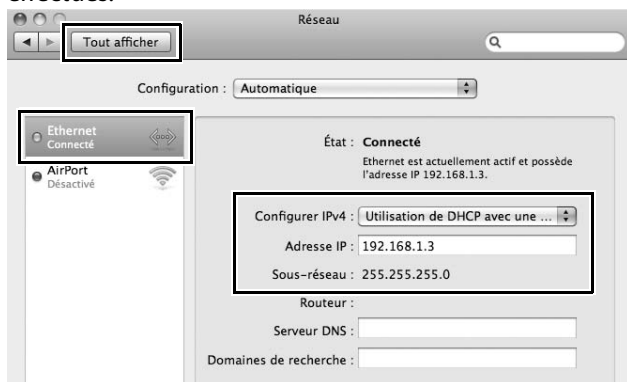 Réseau
Tout afficher
Configuration : Automatique
Ethernet
Connecté
AirPort
Désactivé
État : Connecté
Ethernet est actuellement actif et possède
l'adresse IP 192.168.1.3.
Configurer IPv4 : Utilisation de DHCP avec une ...
Adresse IP : 192.168.1.3
Sous-réseau : 255.255.255.0
Routeur :
Serveur DNS :
Domaines de recherche :